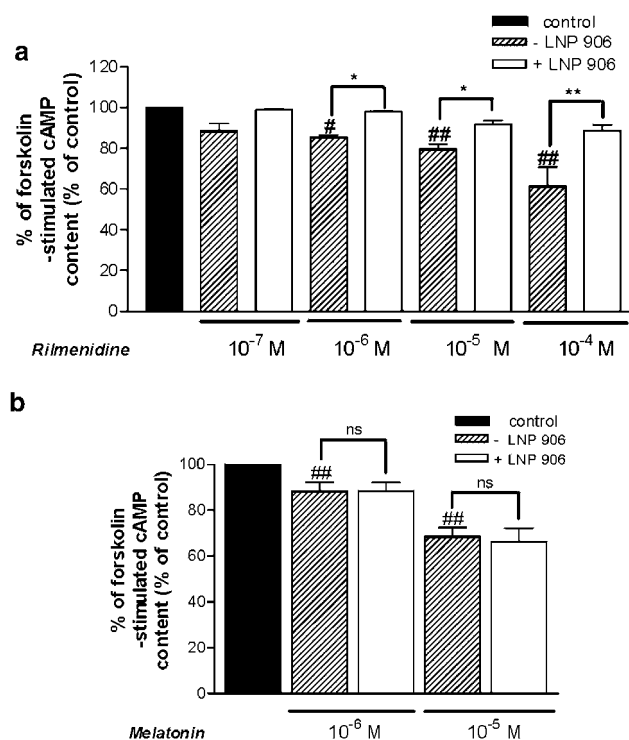 a
control
- LNP 906
+ LNP 906
% of forskolin
-stimulated cAMP
content (% of control)
120
100
80
60
40
20
0
*
*
**
#
##
##
Rilmenidine
10⁻⁷ M
10⁻⁶ M
10⁻⁵ M
10⁻⁴ M
b
control
- LNP 906
+ LNP 906
% of forskolin
-stimulated cAMP
content (% of control)
100
80
60
40
20
0
ns
ns
##
##
Melatonin
10⁻⁶ M
10⁻⁵ M